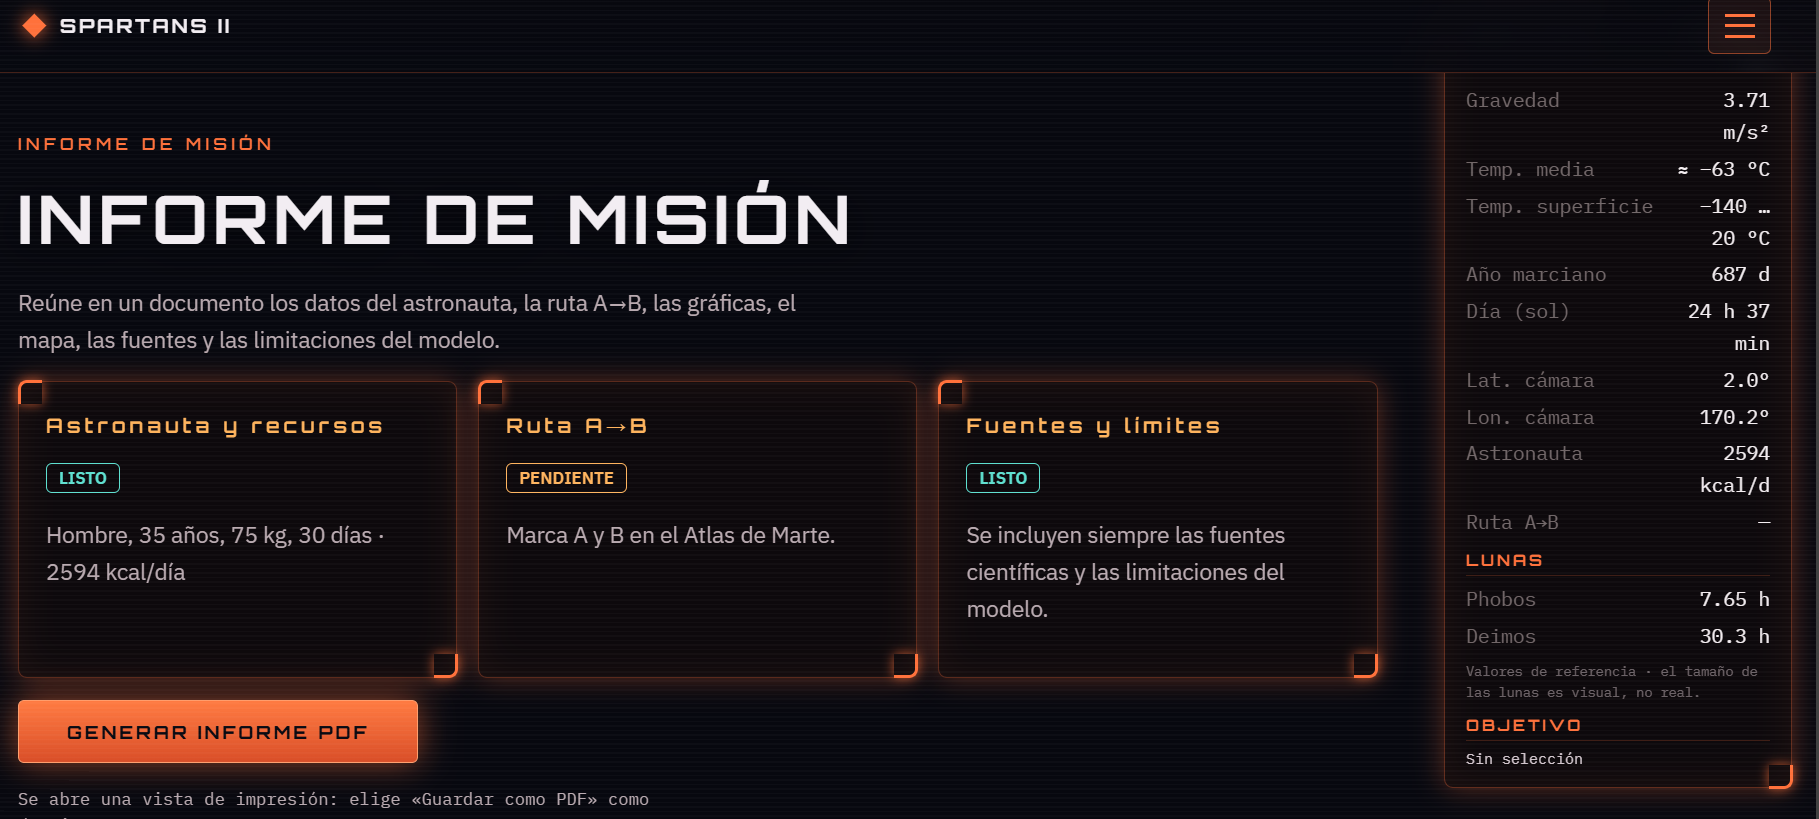 SPARTANS II
INFORME DE MISIÓN
INFORME DE MISIÓN
Reúne en un documento los datos del astronauta, la ruta A→B, las gráficas, el
mapa, las fuentes y las limitaciones del modelo.
Astronauta y recursos
LISTO
Hombre, 35 años, 75 kg, 30 días ·
2594 kcal/día
Ruta A→B
PENDIENTE
Marca A y B en el Atlas de Marte.
Fuentes y límites
LISTO
Se incluyen siempre las fuentes
científicas y las limitaciones del
modelo.
GENERAR INFORME PDF
Se abre una vista de impresión: elige «Guardar como PDF» como
Gravedad 3.71
m/s²
Temp. media ≈ −63 °C
Temp. superficie −140 …
20 °C
Año marciano 687 d
Día (sol) 24 h 37
min
Lat. cámara 2.0°
Lon. cámara 170.2°
Astronauta 2594
kcal/d
Ruta A→B —
LUNAS
Phobos 7.65 h
Deimos 30.3 h
Valores de referencia · el tamaño de
las lunas es visual, no real.
OBJETIVO
Sin selección